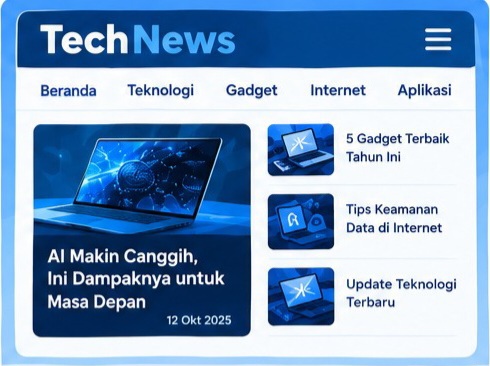 TechNews
Beranda Teknologi Gadget Internet Aplikasi
AI Makin Canggih,
Ini Dampaknya untuk
Masa Depan
12 Okt 2025
5 Gadget Terbaik
Tahun Ini
Tips Keamanan
Data di Internet
Update Teknologi
Terbaru